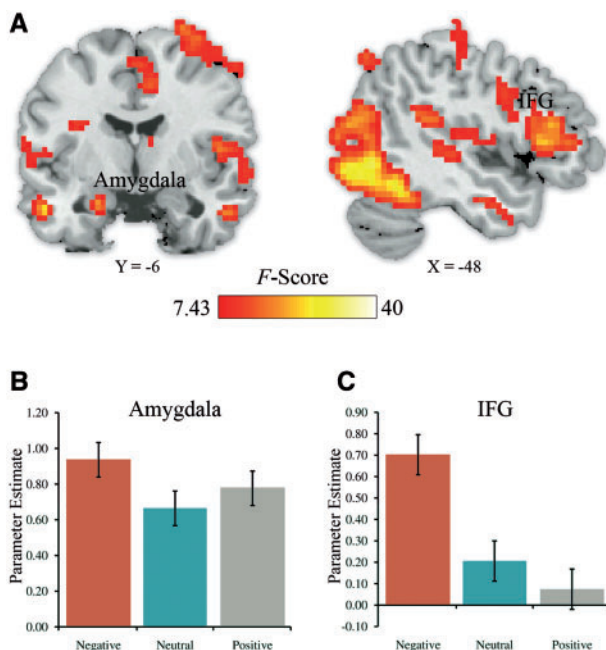 A
IFG
Amygdala
Y = -6
X = -48
F-Score
7.43
40
B
Amygdala
Parameter Estimate
1.20
1.00
0.80
0.60
0.40
0.20
0.00
Negative
Neutral
Positive
C
IFG
Parameter Estimate
0.90
0.80
0.70
0.60
0.50
0.40
0.30
0.20
0.10
0.00
-0.10
Negative
Neutral
Positive